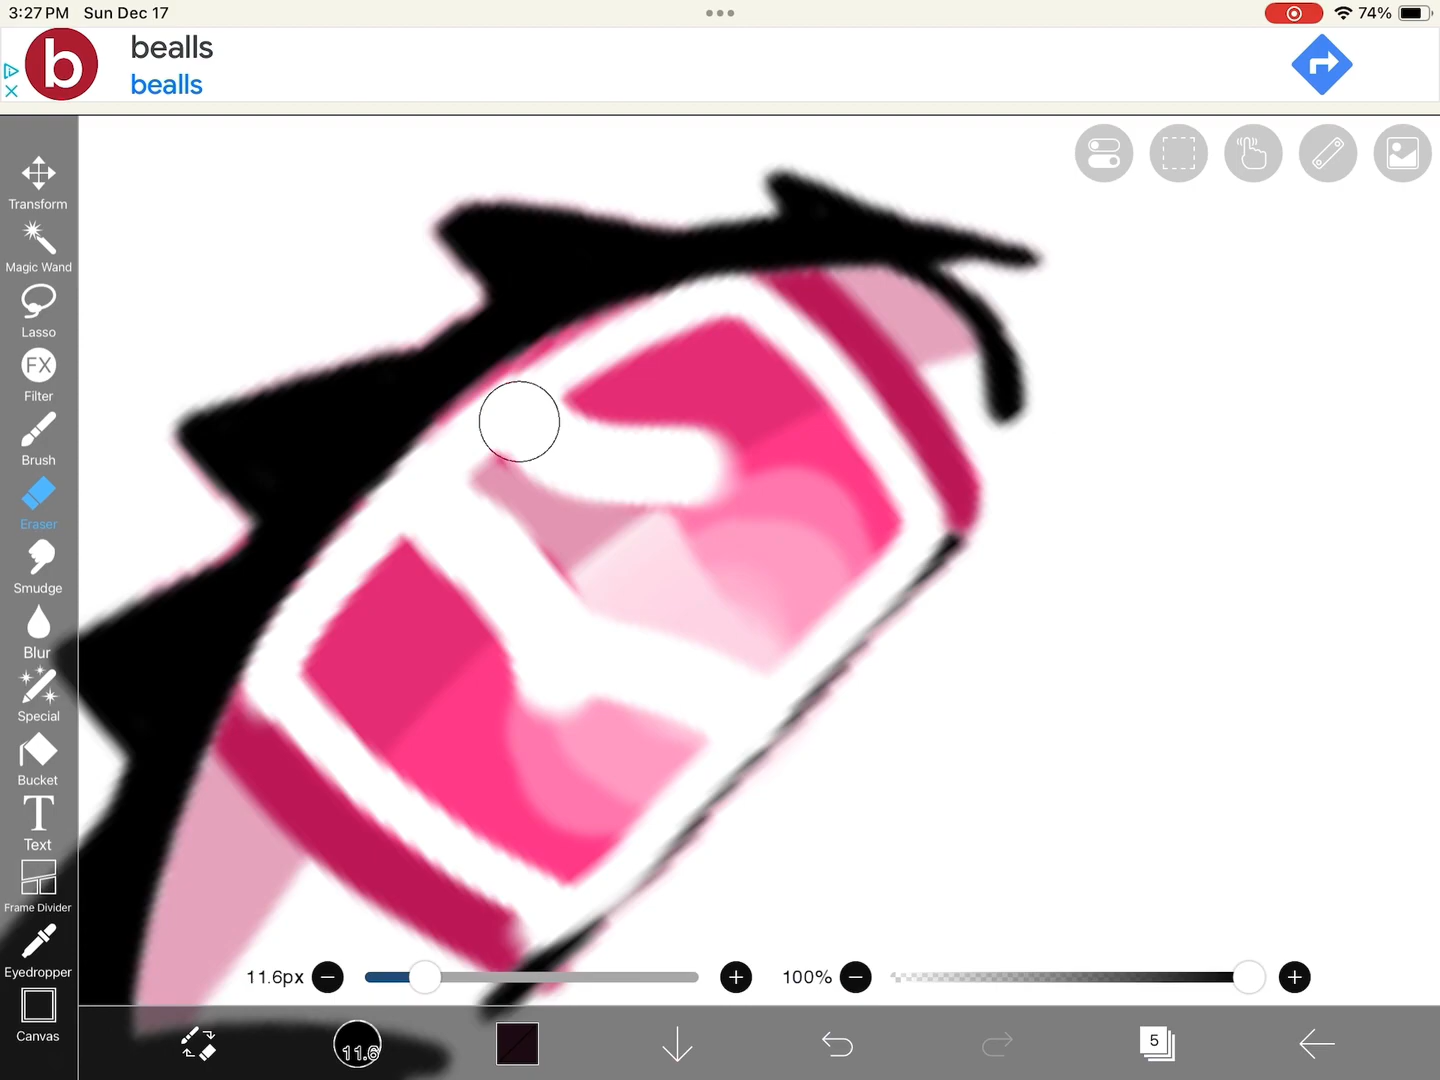 3:27 PM Sun Dec 17
74%
b
bealls
bealls
Transform
Magic Wand
Lasso
FX
Filter
Brush
Eraser
Smudge
Blur
Special
Bucket
T
Text
Frame Divider
Eyedropper
Canvas
11.6px
100%
11.6
5